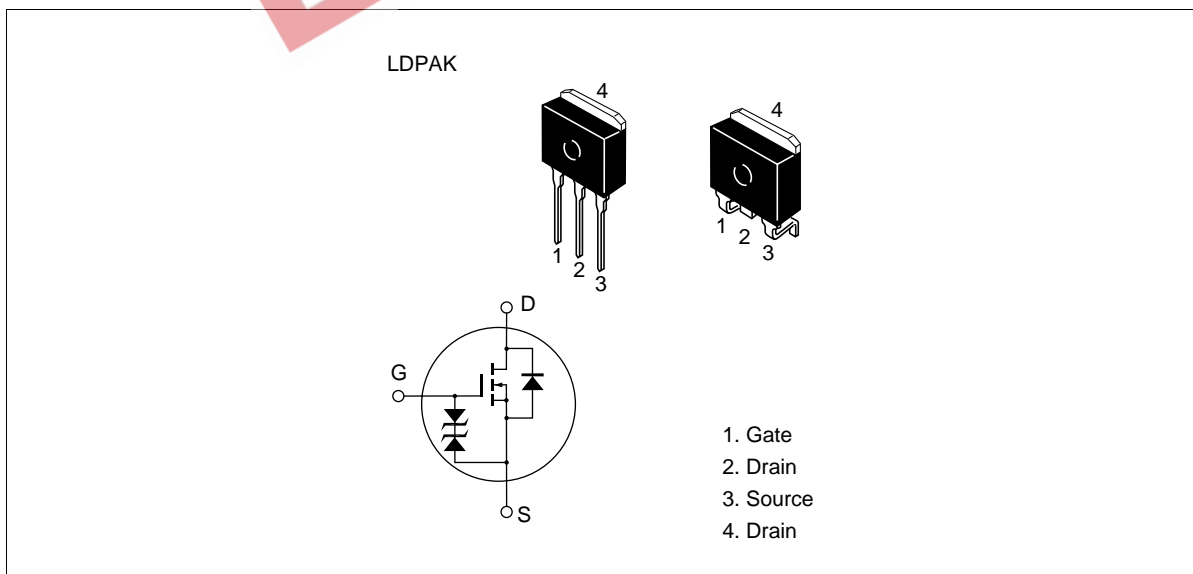 LDPAK
4
4
1
2
3
1
2
3
D
G
S
1. Gate
2. Drain
3. Source
4. Drain